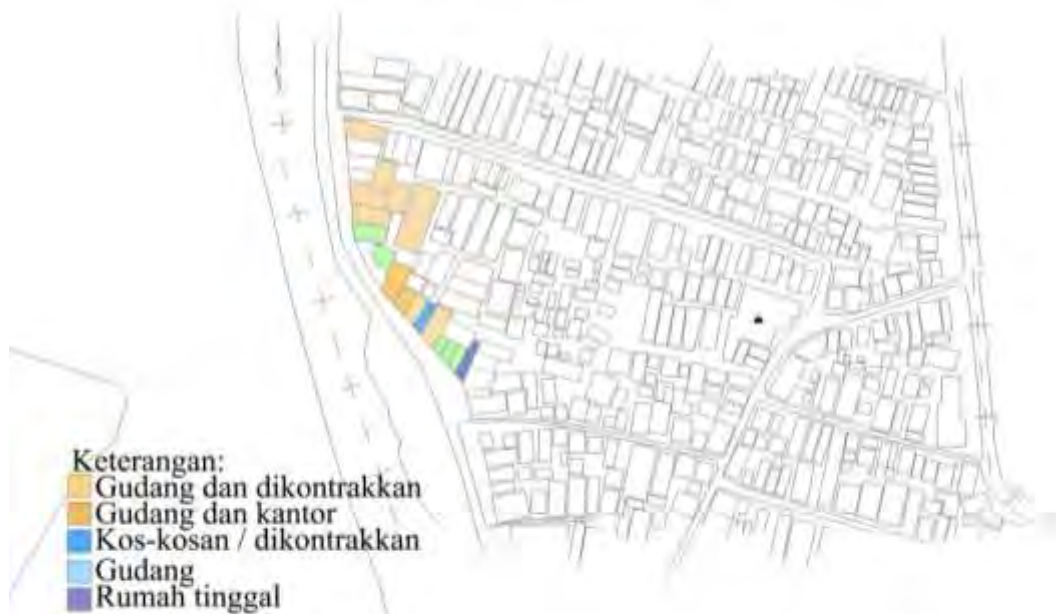 Keterangan:
Gudang dan dikontrakkan
Gudang dan kantor
Kos-kosan / dikontrakkan
Gudang
Rumah tinggal